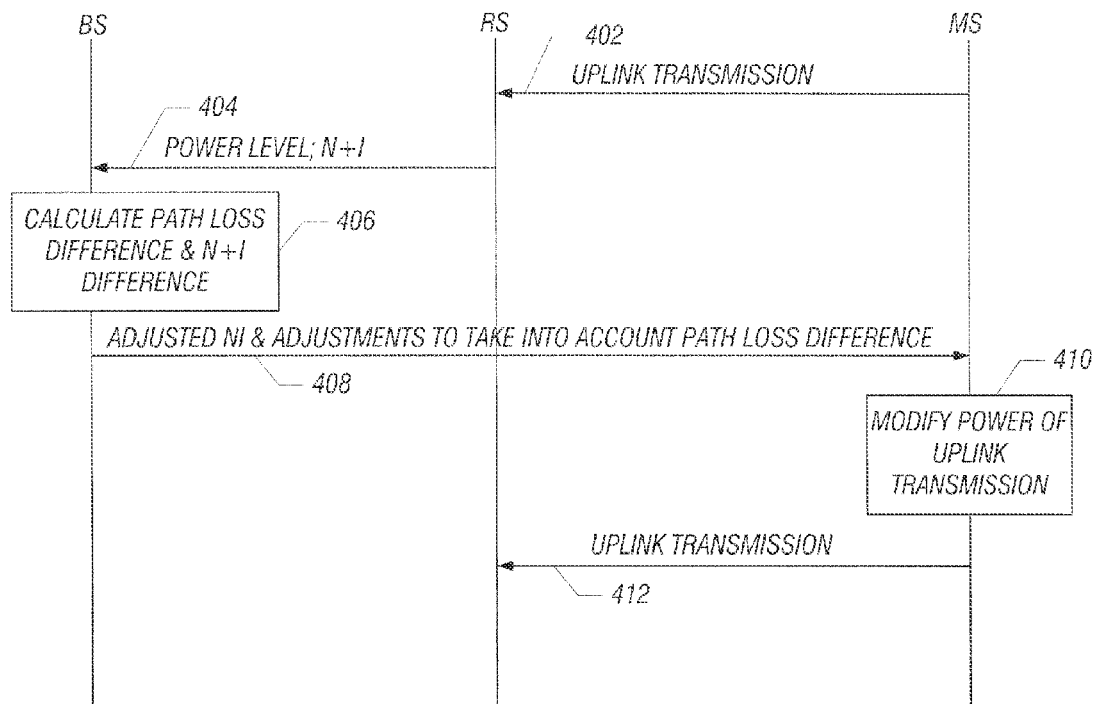 BS
RS
MS
402
UPLINK TRANSMISSION
404
POWER LEVEL; N+I
CALCULATE PATH LOSS
DIFFERENCE & N+I
DIFFERENCE
406
ADJUSTED NI & ADJUSTMENTS TO TAKE INTO ACCOUNT PATH LOSS DIFFERENCE
408
410
MODIFY POWER OF
UPLINK
TRANSMISSION
UPLINK TRANSMISSION
412